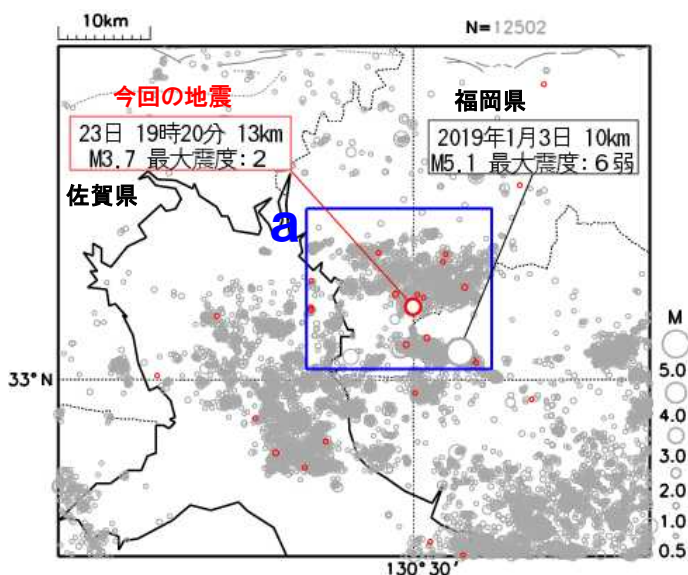 10km
N=12502
今回の地震
福岡県
23日 19時20分 13km
M3.7 最大震度:2
2019年1月3日 10km
M5.1 最大震度:6弱
佐賀県
a
M
5.0
4.0
3.0
2.0
1.0
0.5
33°N
130°30'